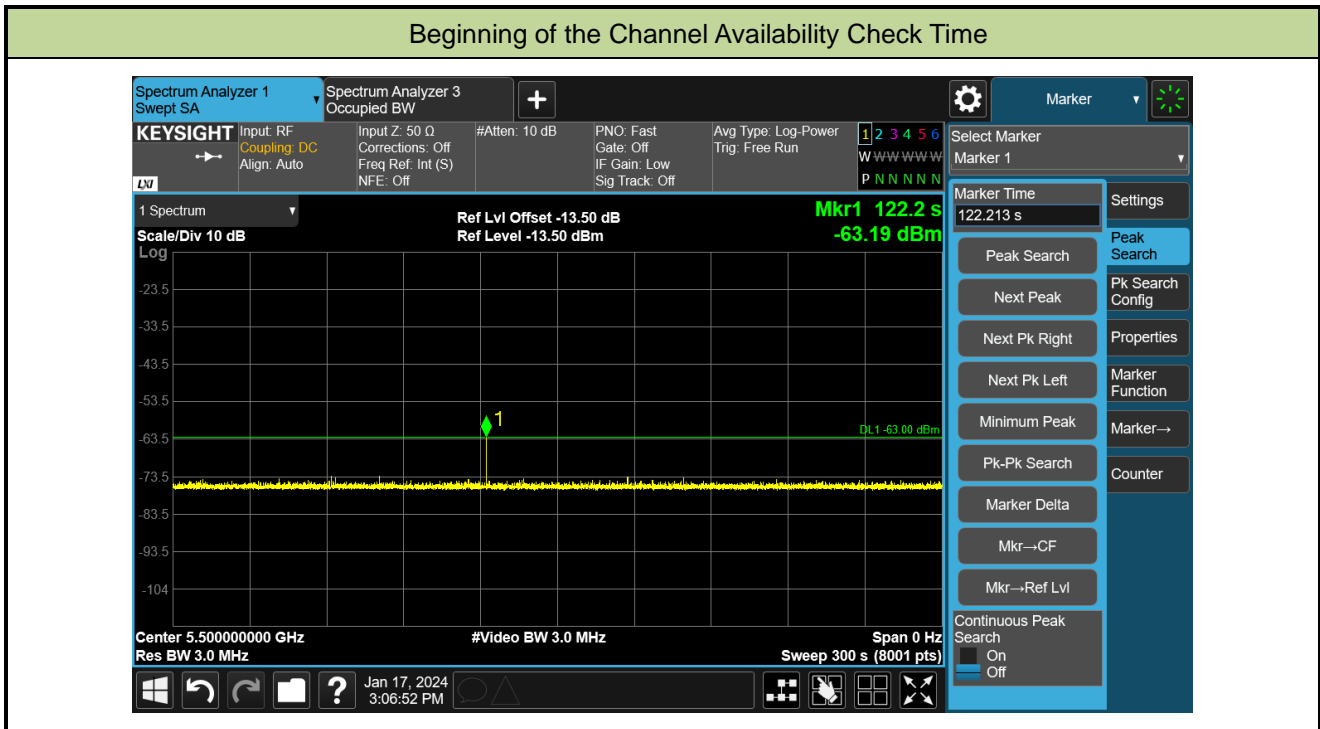 Beginning of the Channel Availability Check Time
Spectrum Analyzer 1
Swept SA
Spectrum Analyzer 3
Occupied BW
+
Marker
KEYSIGHT
LXI
Input: RF
Coupling: DC
Align: Auto
Input Z: 50 Ω
Corrections: Off
Freq Ref: Int (S)
NFE: Off
#Atten: 10 dB
PNO: Fast
Gate: Off
IF Gain: Low
Sig Track: Off
Avg Type: Log-Power
Trig: Free Run
1 2 3 4 5 6
W W W W W W
P N N N N N
Select Marker
Marker 1
Marker Time
122.213 s
Settings
Peak Search
Peak
Search
Next Peak
Pk Search
Config
Next Pk Right
Properties
Next Pk Left
Marker
Function
Minimum Peak
Marker→
Pk-Pk Search
Counter
Marker Delta
Mkr→CF
Mkr→Ref Lvl
Continuous Peak
Search
On
Off
1 Spectrum
Scale/Div 10 dB
Log
Ref Lvl Offset -13.50 dB
Ref Level -13.50 dBm
Mkr1 122.2 s
-63.19 dBm
-23.5
-33.5
-43.5
-53.5
1
DL1 -63.00 dBm
-63.5
-73.5
-83.5
-93.5
-104
Center 5.500000000 GHz
Res BW 3.0 MHz
#Video BW 3.0 MHz
Span 0 Hz
Sweep 300 s (8001 pts)
?
Jan 17, 2024
3:06:52 PM